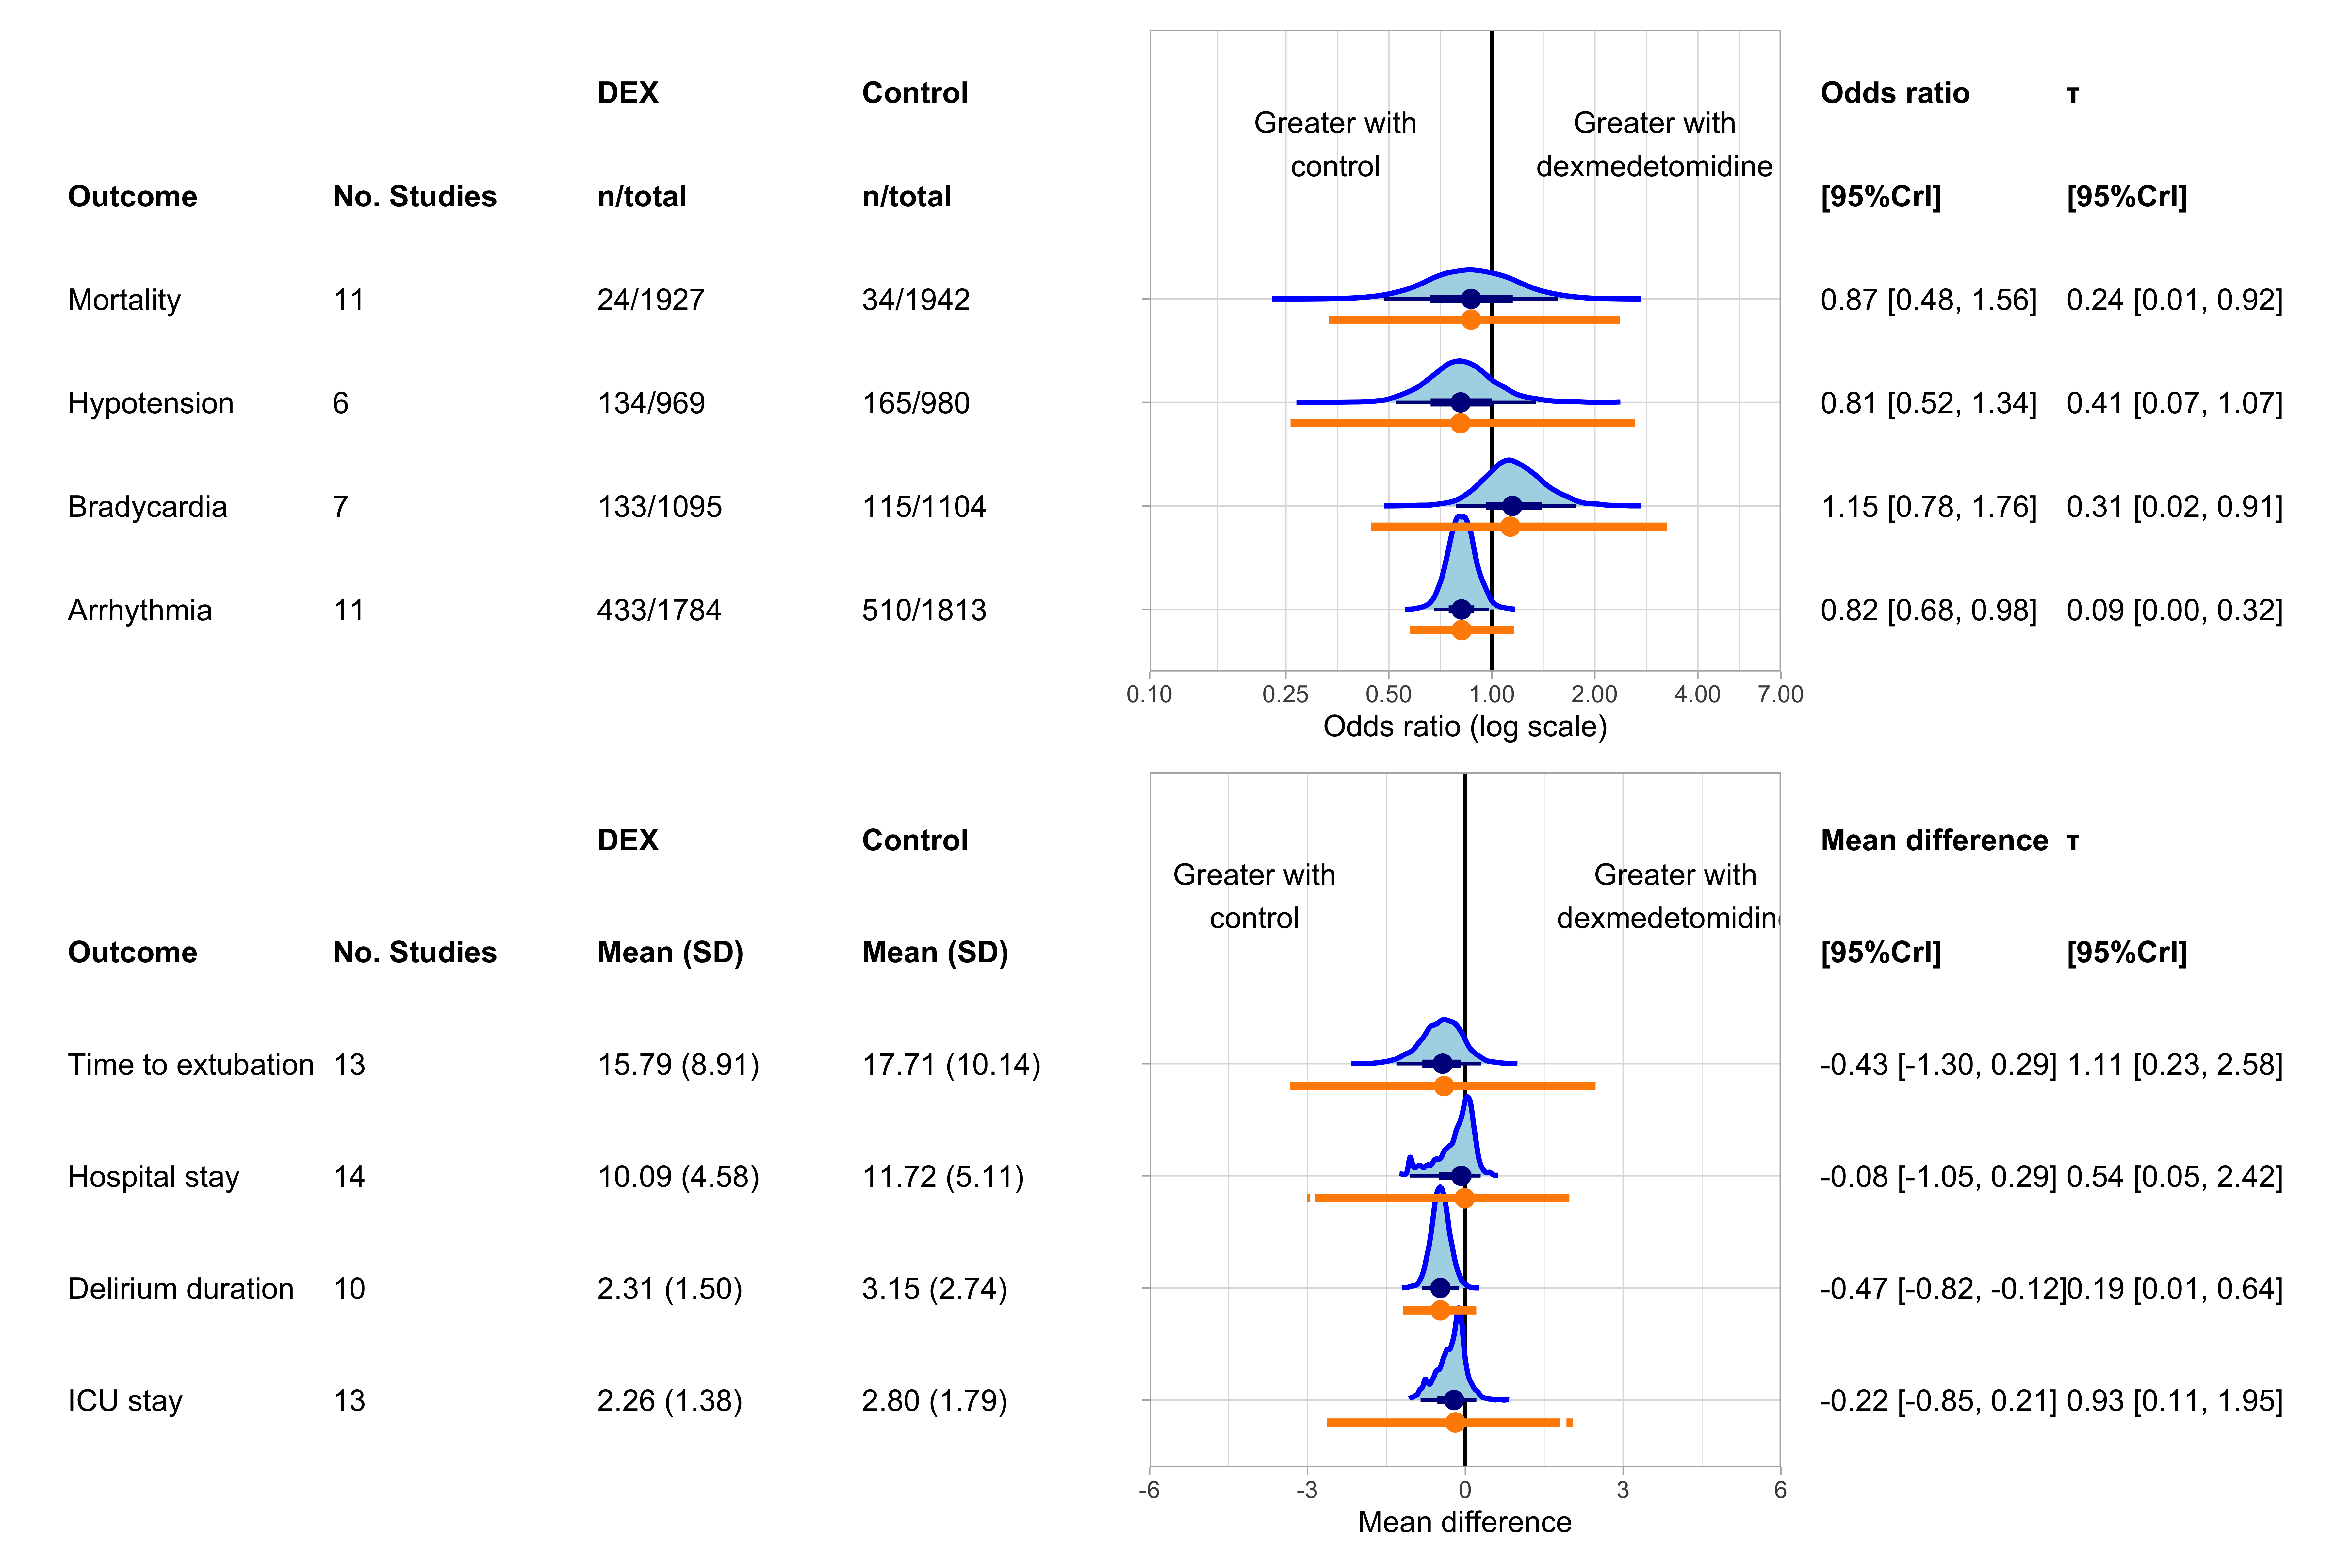 DEX Control Odds ratio τ
Greater with Greater with
control dexmedetomidine
Outcome No. Studies n/total n/total [95%CrI] [95%CrI]
Mortality 11 24/1927 34/1942 0.87 [0.48, 1.56] 0.24 [0.01, 0.92]
Hypotension 6 134/969 165/980 0.81 [0.52, 1.34] 0.41 [0.07, 1.07]
Bradycardia 7 133/1095 115/1104 1.15 [0.78, 1.76] 0.31 [0.02, 0.91]
Arrhythmia 11 433/1784 510/1813 0.82 [0.68, 0.98] 0.09 [0.00, 0.32]
0.10 0.25 0.50 1.00 2.00 4.00 7.00
Odds ratio (log scale)
DEX Control Mean difference τ
Greater with Greater with
control dexmedetomidin
Outcome No. Studies Mean (SD) Mean (SD) [95%CrI] [95%CrI]
Time to extubation 13 15.79 (8.91) 17.71 (10.14) -0.43 [-1.30, 0.29] 1.11 [0.23, 2.58]
Hospital stay 14 10.09 (4.58) 11.72 (5.11) -0.08 [-1.05, 0.29] 0.54 [0.05, 2.42]
Delirium duration 10 2.31 (1.50) 3.15 (2.74) -0.47 [-0.82, -0.12] 0.19 [0.01, 0.64]
ICU stay 13 2.26 (1.38) 2.80 (1.79) -0.22 [-0.85, 0.21] 0.93 [0.11, 1.95]
-6 -3 0 3 6
Mean difference